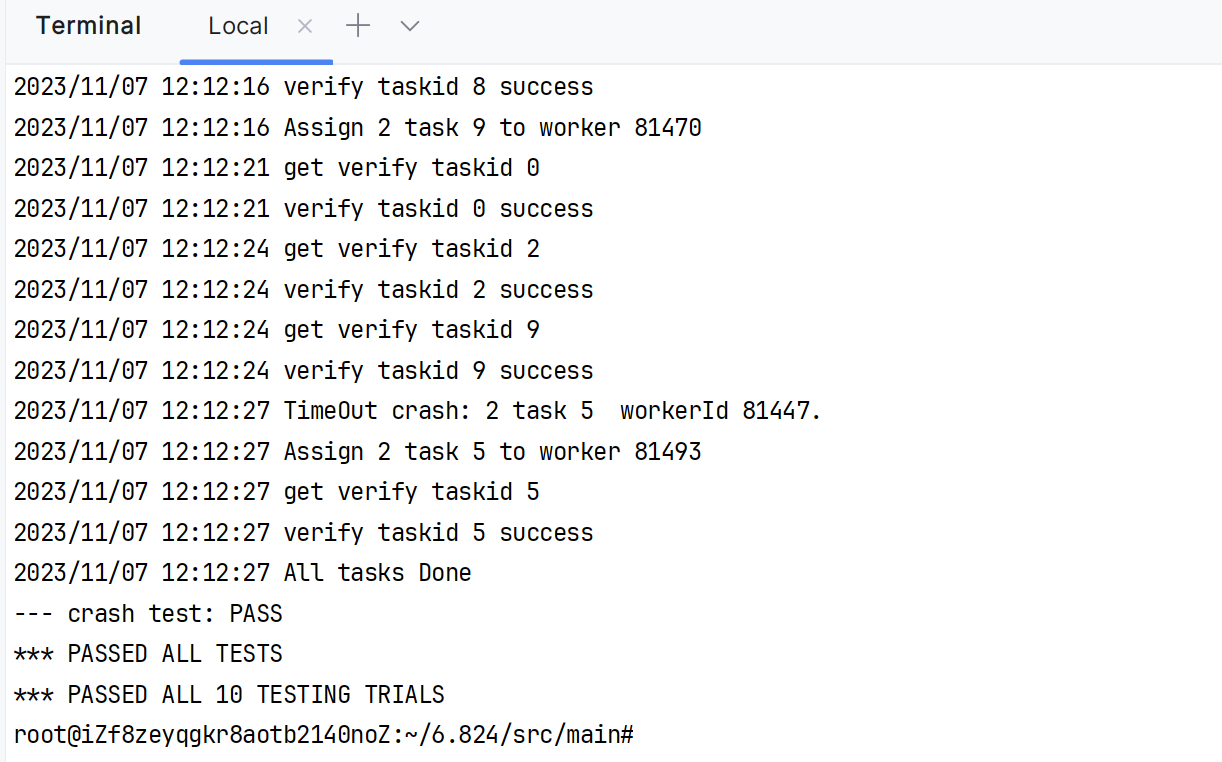 Terminal Local
2023/11/07 12:12:16 verify taskid 8 success
2023/11/07 12:12:16 Assign 2 task 9 to worker 81470
2023/11/07 12:12:21 get verify taskid 0
2023/11/07 12:12:21 verify taskid 0 success
2023/11/07 12:12:24 get verify taskid 2
2023/11/07 12:12:24 verify taskid 2 success
2023/11/07 12:12:24 get verify taskid 9
2023/11/07 12:12:24 verify taskid 9 success
2023/11/07 12:12:27 TimeOut crash: 2 task 5  workerId 81447.
2023/11/07 12:12:27 Assign 2 task 5 to worker 81493
2023/11/07 12:12:27 get verify taskid 5
2023/11/07 12:12:27 verify taskid 5 success
2023/11/07 12:12:27 All tasks Done
--- crash test: PASS
*** PASSED ALL TESTS
*** PASSED ALL 10 TESTING TRIALS
root@iZf8zeyqgkr8aotb2140noZ:~/6.824/src/main#